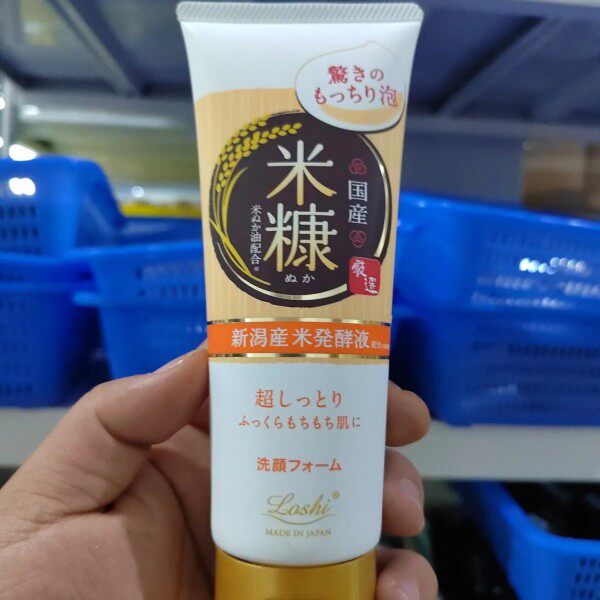 驚きの
もっちり泡
国産
米糠
ぬか
米ぬか油配合※
厳選
新潟産 米発酵液
超しっとり
ふっくらもちもち肌に
洗顔フォーム
Loshi®
MADE IN JAPAN